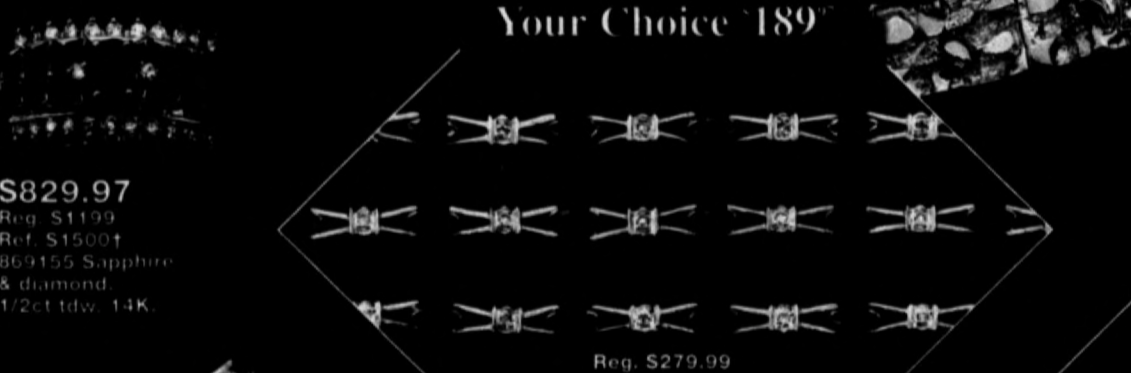 Your Choice $189
$829.97
Reg. $1199
Ref. $1500†
869155 Sapphire
& diamond.
1/2ct tdw. 14K.
Reg. $279.99